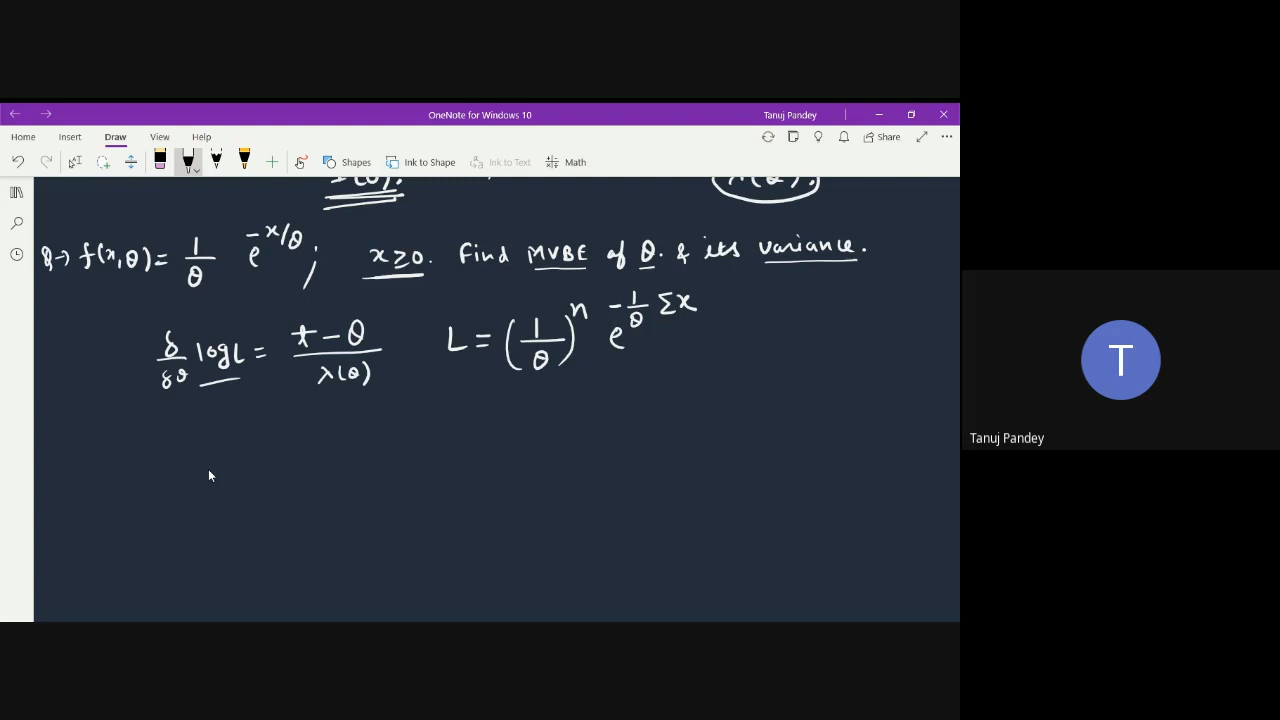 OneNote for Windows 10
Tanuj Pandey
Home Insert Draw View Help
Share
Shapes Ink to Shape Ink to Text Math
λ(θ).
Q→ f(x,θ) = 1/θ e^{-x/θ} ; x ≥ 0. Find MVBE of θ. & its variance.
δ/δθ log L = t - θ / λ(θ) L = (1/θ)^n e^{-1/θ Σx}
T
Tanuj Pandey